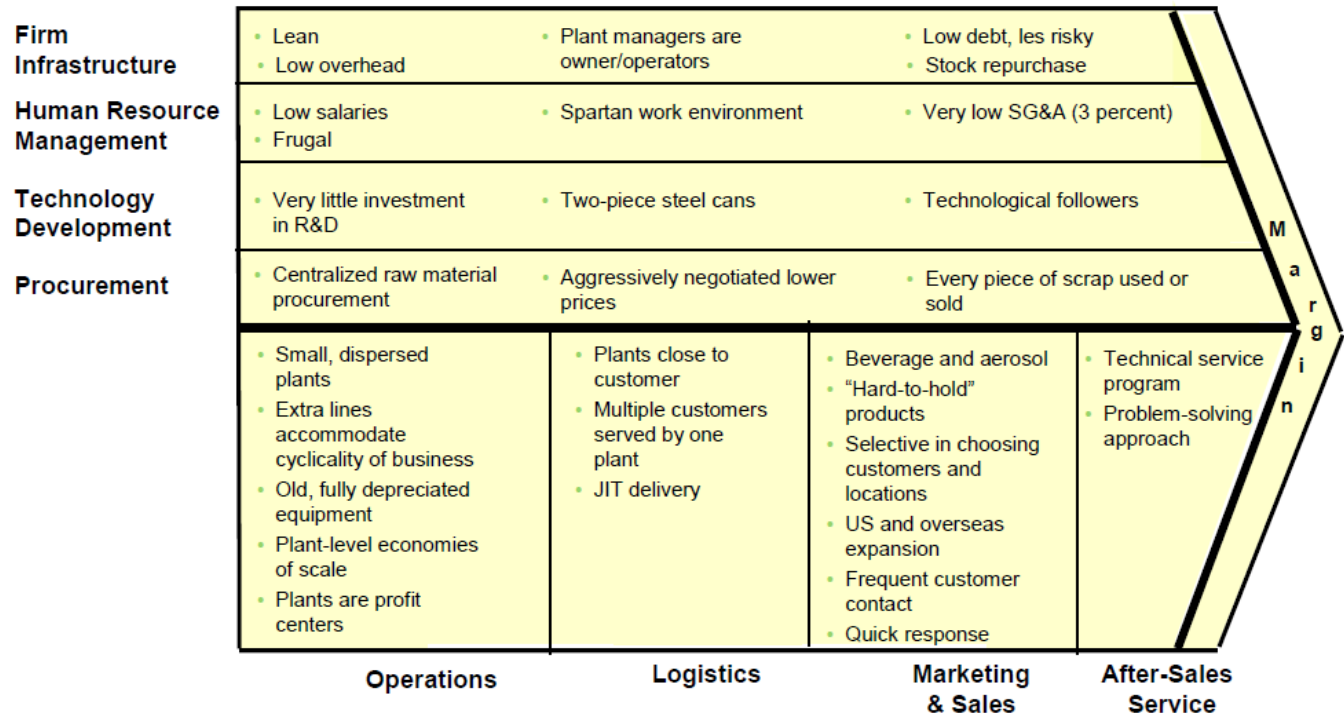 Firm
Infrastructure
• Lean
• Low overhead
• Plant managers are
owner/operators
• Low debt, les risky
• Stock repurchase
Human Resource
Management
• Low salaries
• Frugal
• Spartan work environment
• Very low SG&A (3 percent)
Technology
Development
• Very little investment
in R&D
• Two-piece steel cans
• Technological followers
Procurement
• Centralized raw material
procurement
• Aggressively negotiated lower
prices
• Every piece of scrap used or
sold
Margin
• Small, dispersed
plants
• Extra lines
accommodate
cyclicality of business
• Old, fully depreciated
equipment
• Plant-level economies
of scale
• Plants are profit
centers
• Plants close to
customer
• Multiple customers
served by one
plant
• JIT delivery
• Beverage and aerosol
• “Hard-to-hold”
products
• Selective in choosing
customers and
locations
• US and overseas
expansion
• Frequent customer
contact
• Quick response
• Technical service
program
• Problem-solving
approach
Operations
Logistics
Marketing
& Sales
After-Sales
Service